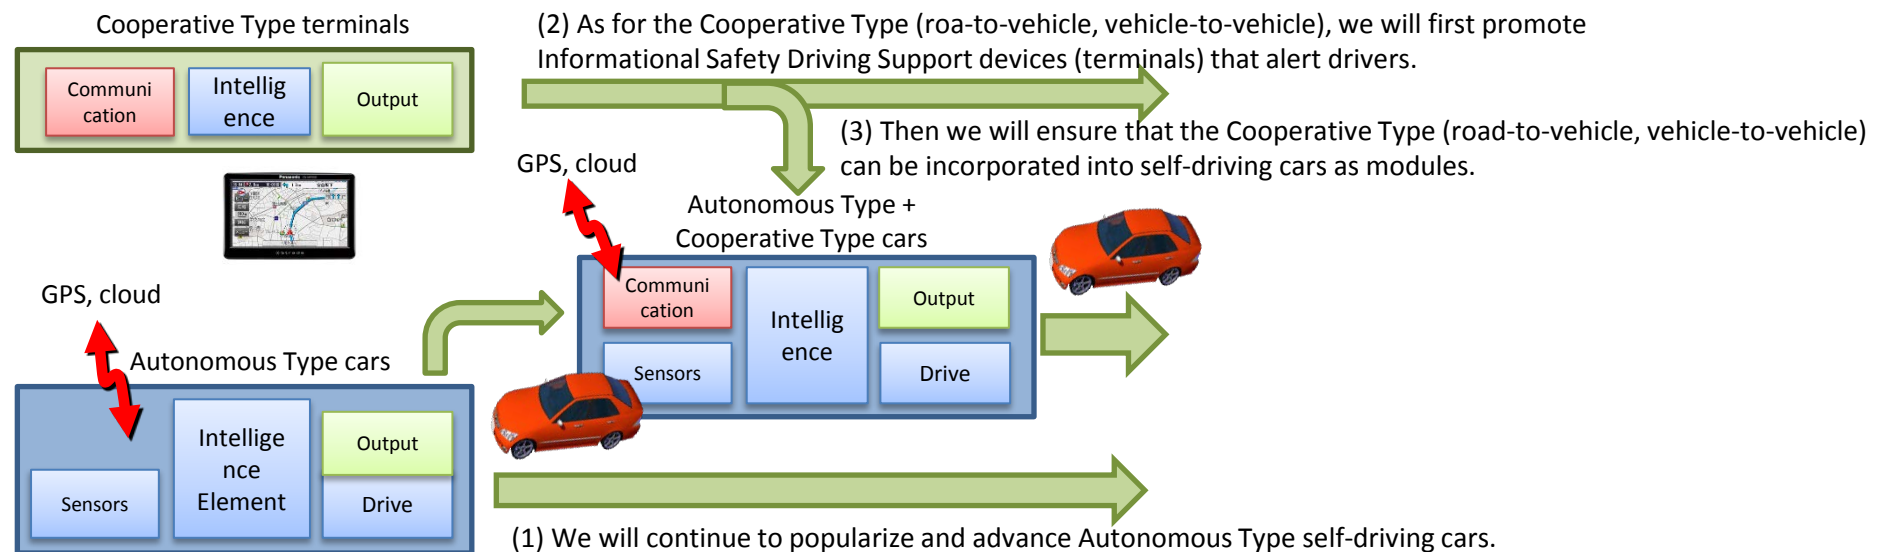 Cooperative Type terminals
Communi
cation
Intellig
ence
Output
(2) As for the Cooperative Type (roa-to-vehicle, vehicle-to-vehicle), we will first promote
Informational Safety Driving Support devices (terminals) that alert drivers.
(3) Then we will ensure that the Cooperative Type (road-to-vehicle, vehicle-to-vehicle)
can be incorporated into self-driving cars as modules.
Panasonic
GPS, cloud
Autonomous Type +
Cooperative Type cars
Communi
cation
Intellig
ence
Output
Sensors
Drive
GPS, cloud
Autonomous Type cars
Sensors
Intellige
nce
Element
Output
Drive
(1) We will continue to popularize and advance Autonomous Type self-driving cars.